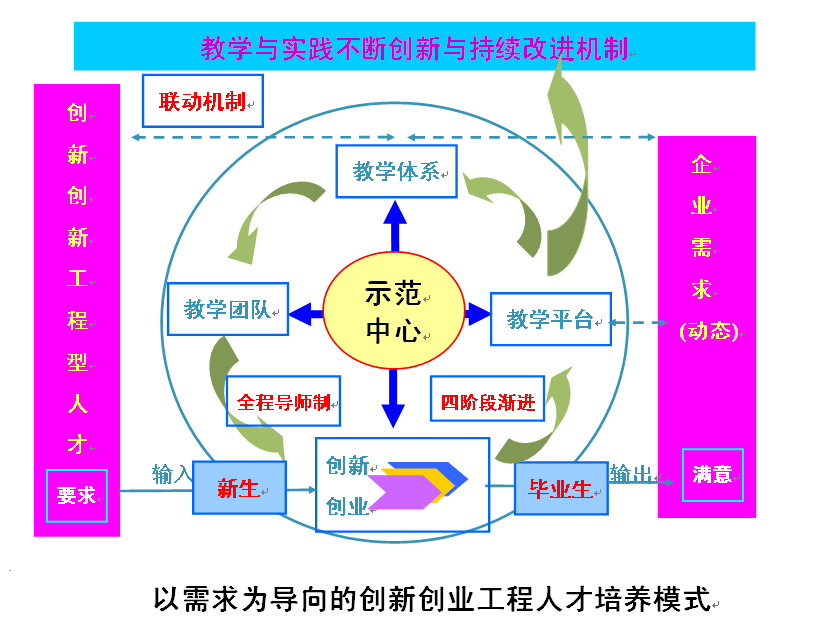 教学与实践不断创新与持续改进机制
联动机制
创
新
创
新
工
程
型
人
才
要求
企
业
需
求
(动态)
满意
教学体系
教学团队
示范
中心
教学平台
全程导师制
四阶段渐进
输入
新生
创新
创业
毕业生
输出
以需求为导向的创新创业工程人才培养模式